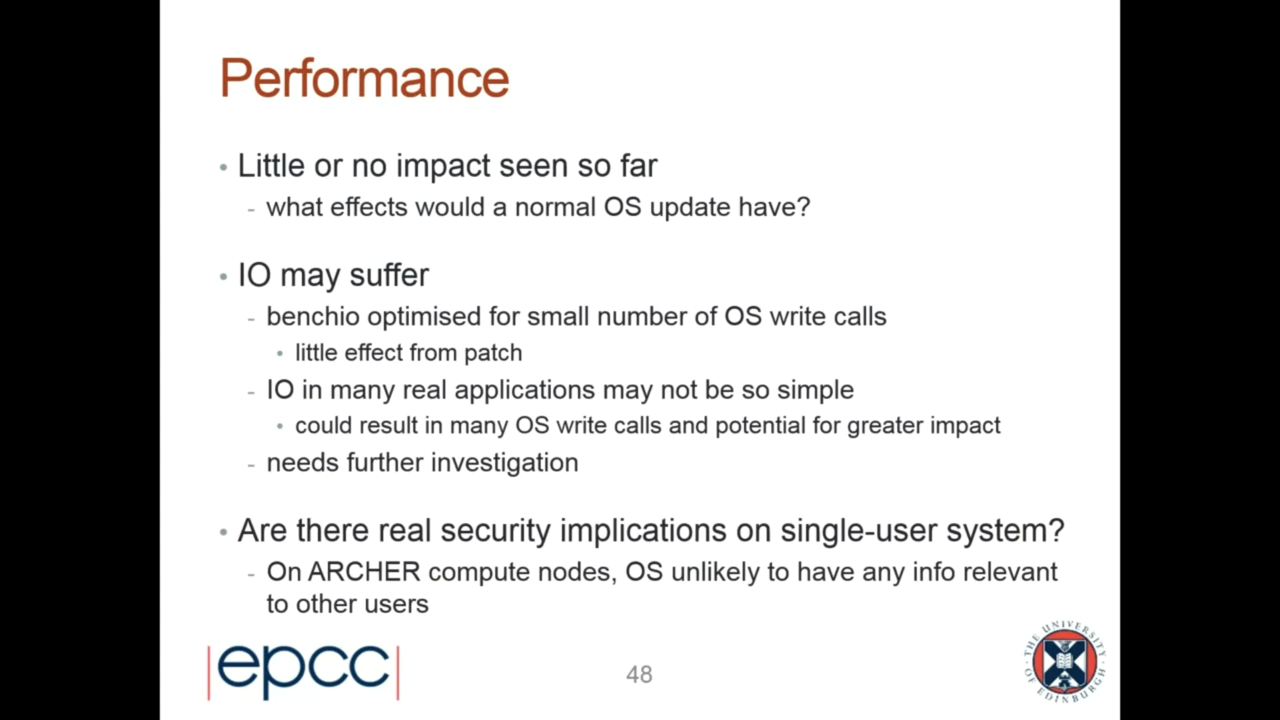 Performance
• Little or no impact seen so far
- what effects would a normal OS update have?
• IO may suffer
- benchio optimised for small number of OS write calls
• little effect from patch
- IO in many real applications may not be so simple
• could result in many OS write calls and potential for greater impact
- needs further investigation
• Are there real security implications on single-user system?
- On ARCHER compute nodes, OS unlikely to have any info relevant
to other users
|epcc|
48
THE UNIVERSITY OF EDINBURGH